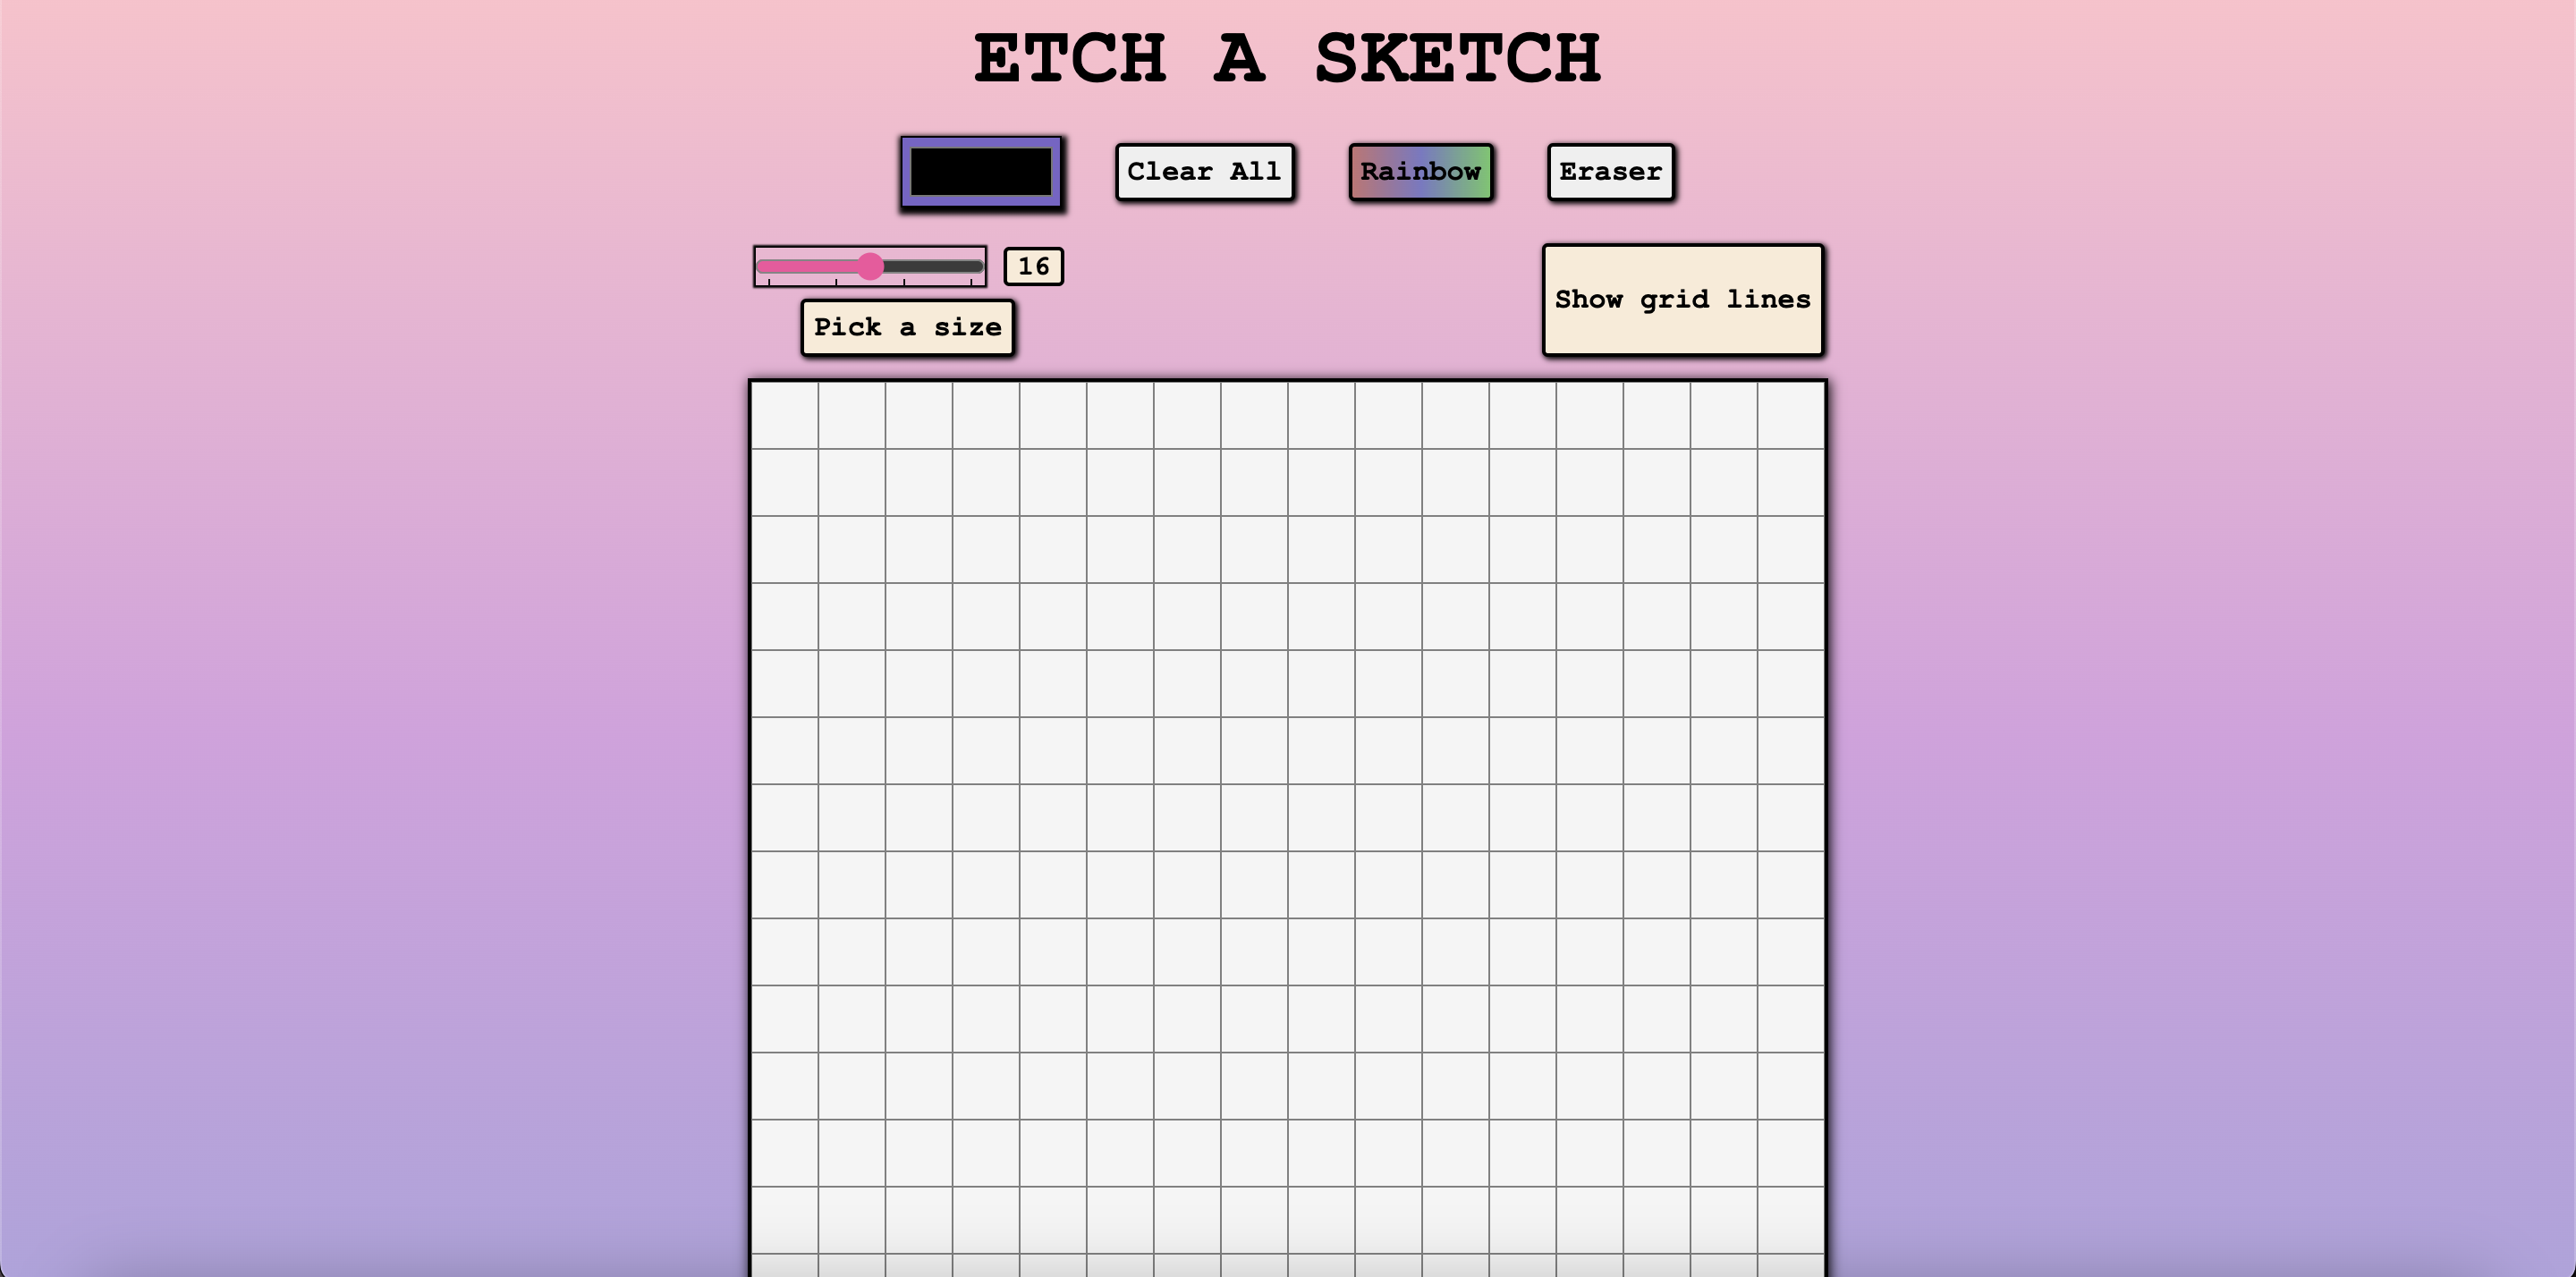 ETCH A SKETCH
Clear All
Rainbow
Eraser
16
Pick a size
Show grid lines